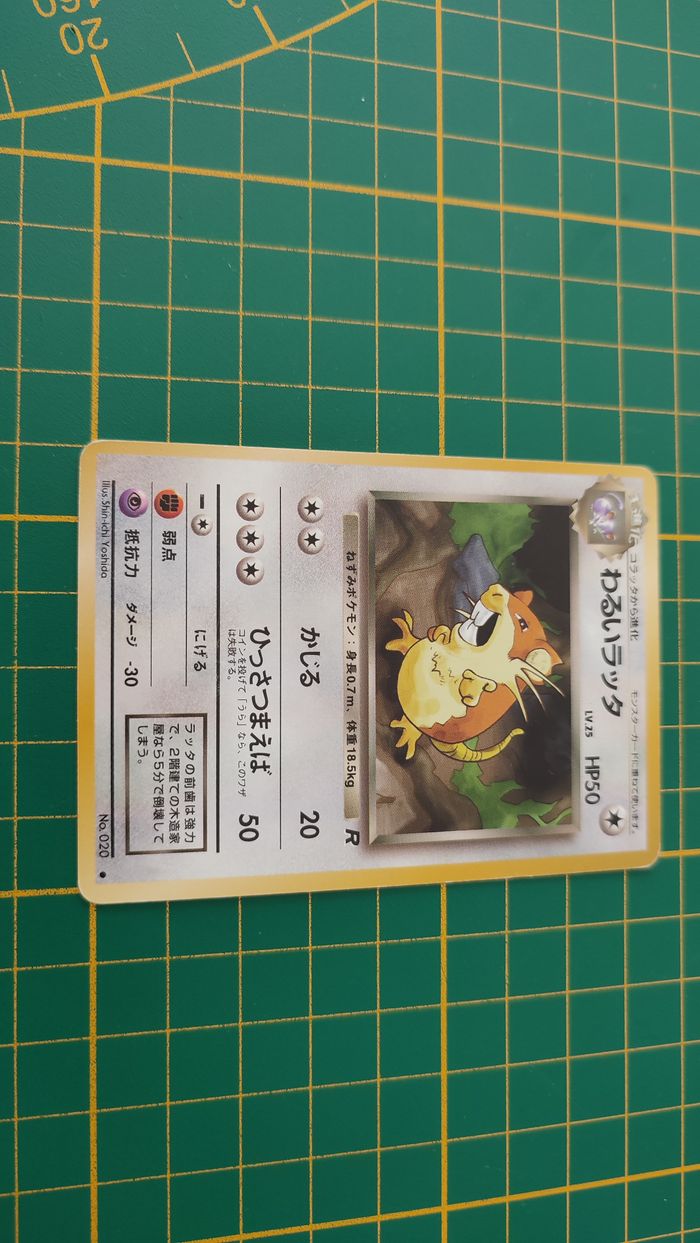 20
160
1進化 コラッタから進化
モンスターカードに重ねて使います。
わるいラッタ LV.25 HP50
ねずみポケモン：身長0.7m、体重18.5kg
R
かじる 20
ひっさつまえば 50
コインを投げて「うら」なら、このワザ
は失敗する。
にげる
弱点
抵抗力 ダメージ -30
ラッタの前歯は強力
で、2階建ての木造家
屋なら5分で倒壊して
しまう。
Illus. Shin-ichi Yoshida
No. 020 ●